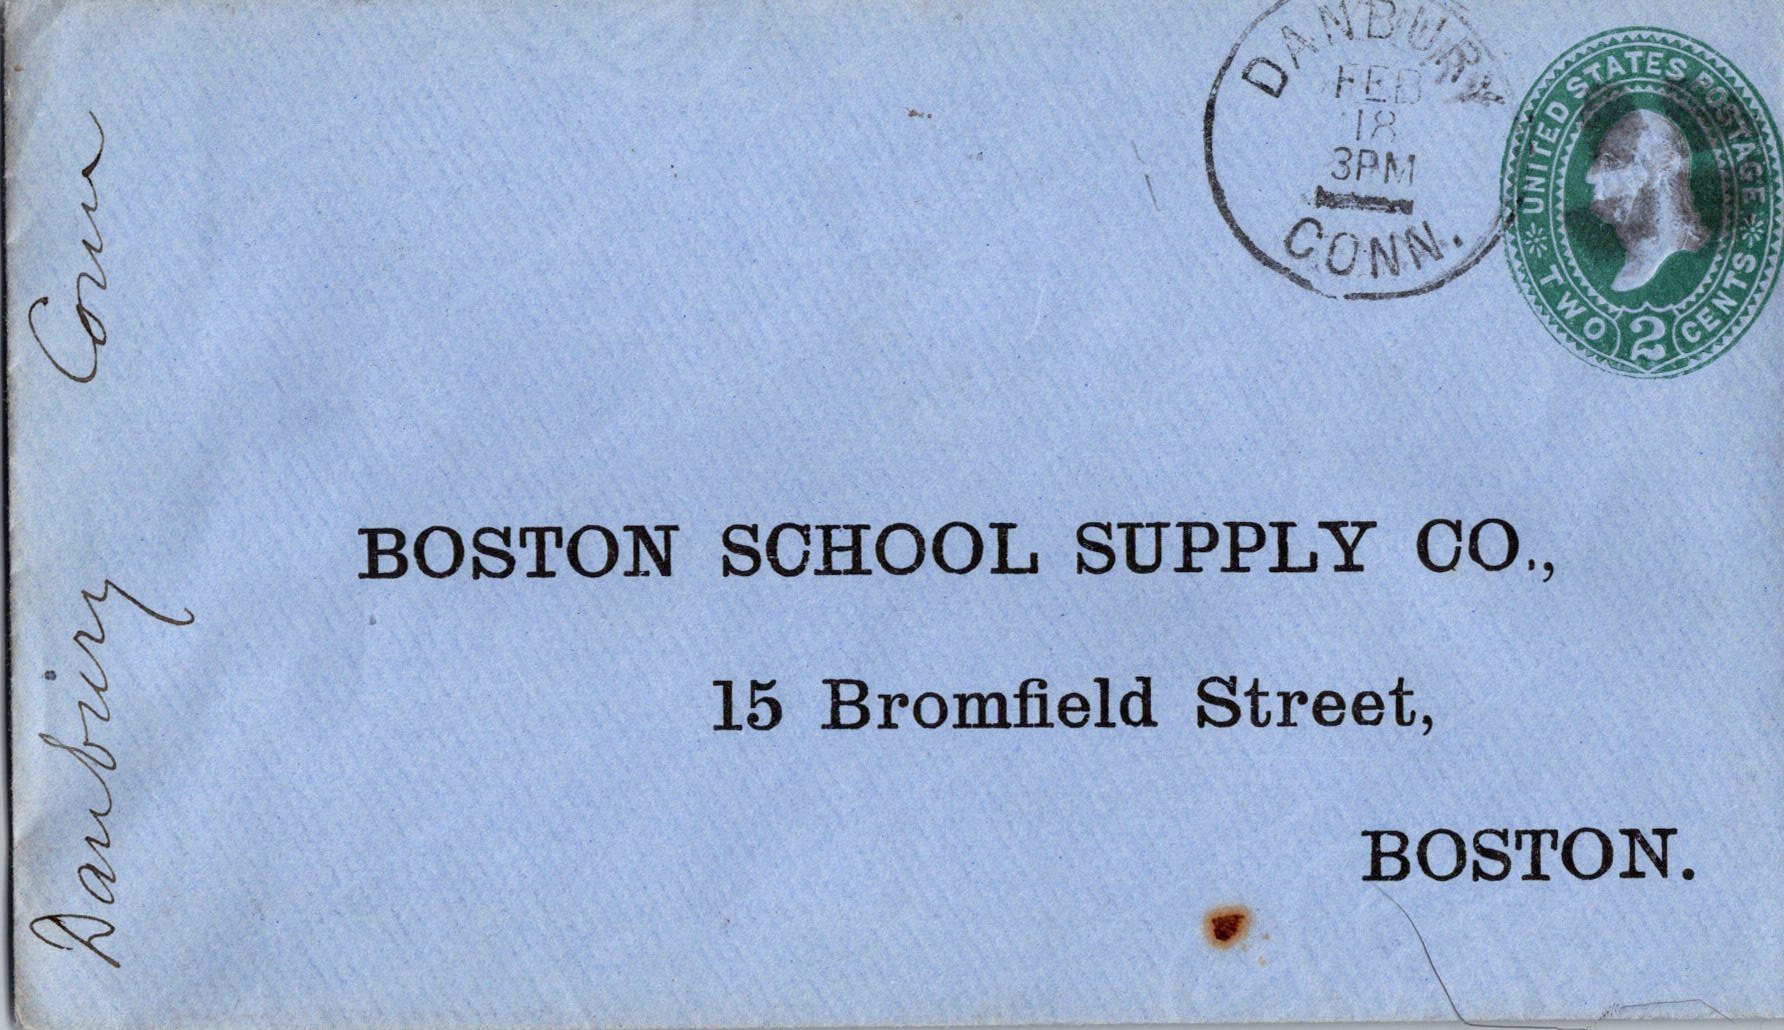 DANBURY
FEB
18
3PM
CONN.
UNITED STATES POSTAGE
TWO 2 CENTS
Danbury Conn
BOSTON SCHOOL SUPPLY CO.,
15 Bromfield Street,
BOSTON.